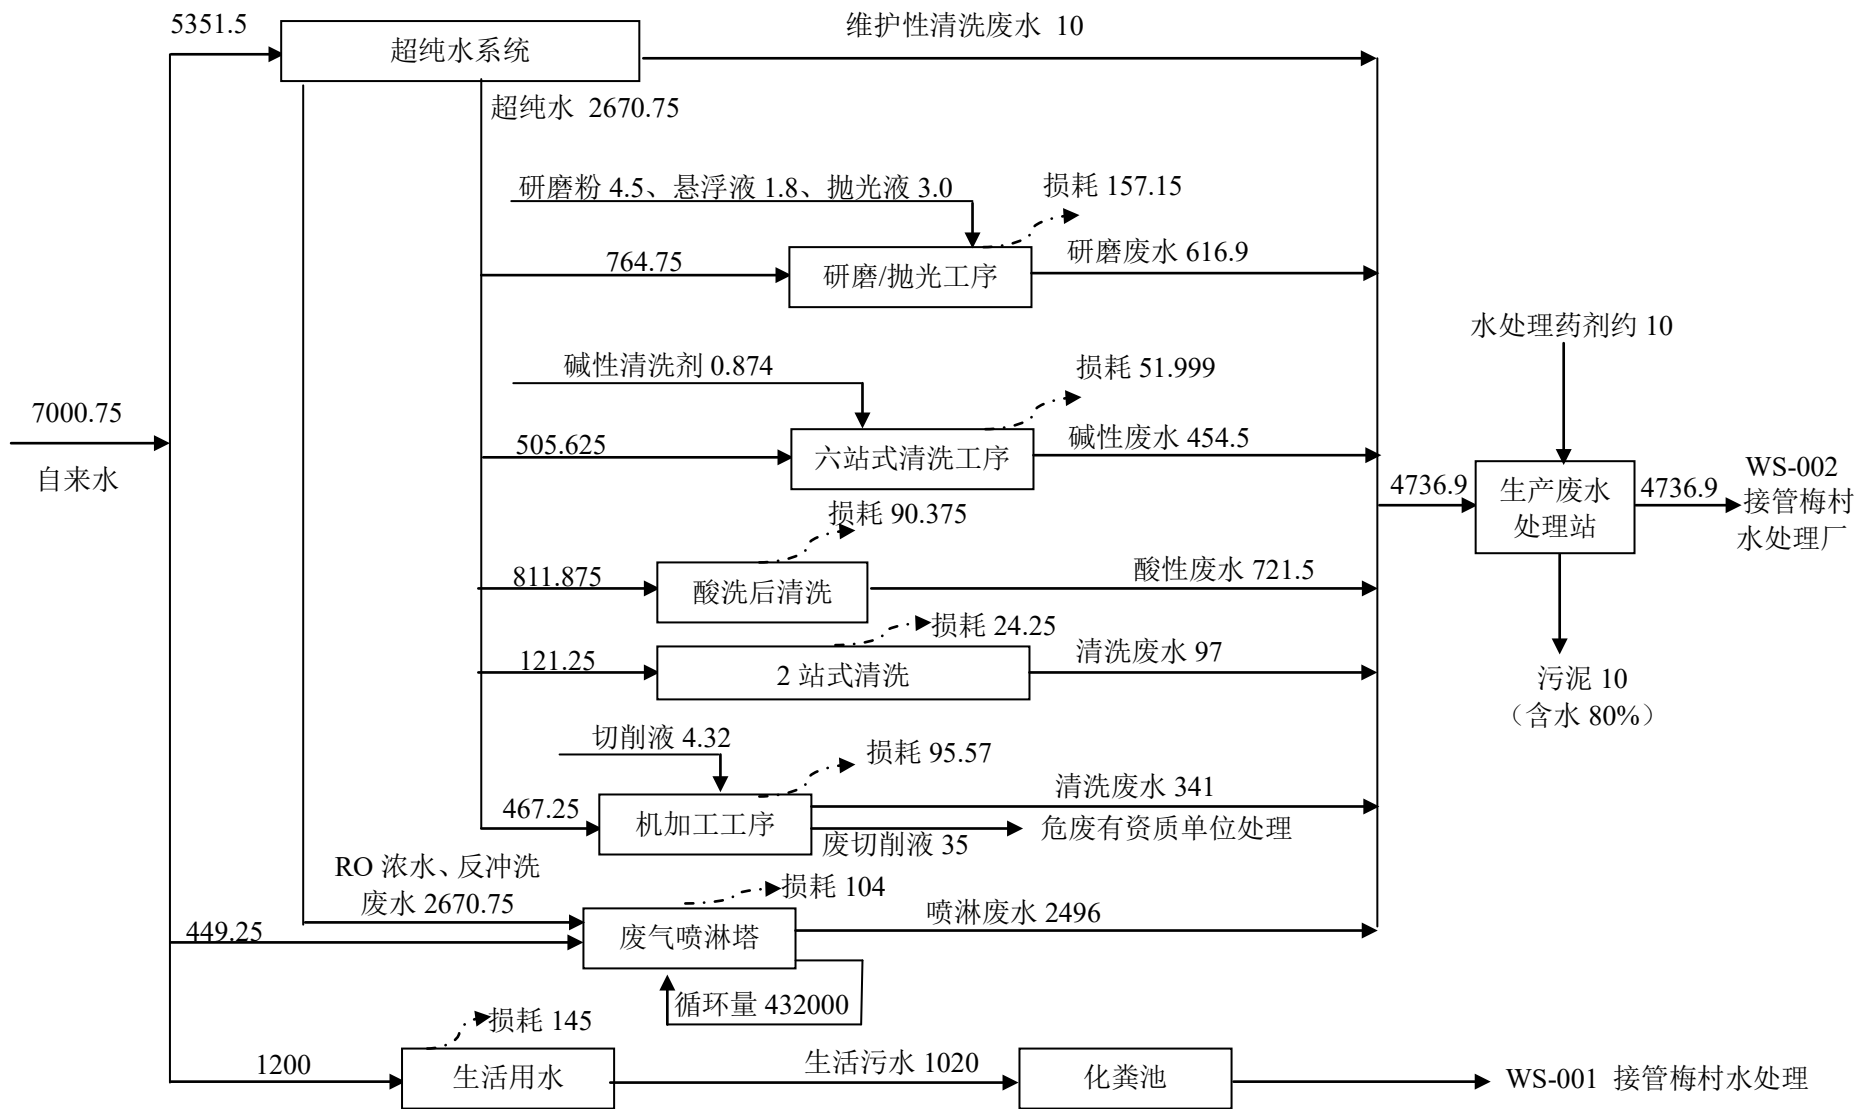 5351.5
超纯水系统
维护性清洗废水 10
超纯水 2670.75
研磨粉 4.5、悬浮液 1.8、抛光液 3.0
损耗 157.15
764.75
研磨/抛光工序
研磨废水 616.9
水处理药剂约 10
碱性清洗剂 0.874
损耗 51.999
7000.75
自来水
505.625
六站式清洗工序
碱性废水 454.5
4736.9
生产废水
处理站
4736.9
WS-002
接管梅村
水处理厂
损耗 90.375
811.875
酸洗后清洗
酸性废水 721.5
损耗 24.25
121.25
2 站式清洗
清洗废水 97
污泥 10
（含水 80%）
切削液 4.32
损耗 95.57
467.25
机加工工序
清洗废水 341
废切削液 35
危废有资质单位处理
RO 浓水、反冲洗
废水 2670.75
损耗 104
449.25
废气喷淋塔
喷淋废水 2496
循环量 432000
损耗 145
1200
生活用水
生活污水 1020
化粪池
WS-001 接管梅村水处理